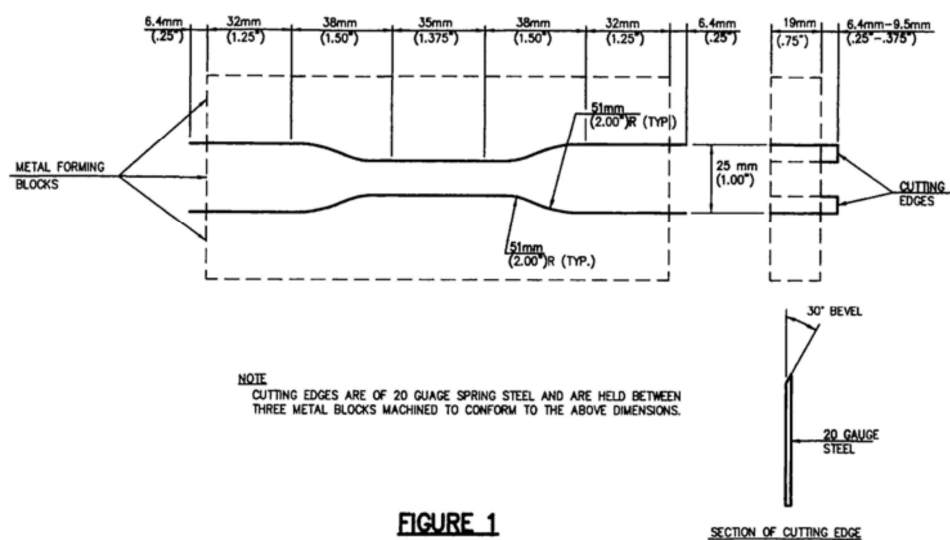 6.4mm 32mm 38mm 35mm 38mm 32mm 6.4mm 19mm 6.4mm-9.5mm
(.25") (1.25") (1.50") (1.375") (1.50") (1.25") (.25") (.75") (.25"-.375")
51mm
(2.00")R (TYP.)
METAL FORMING
BLOCKS
25 mm
(1.00")
CUTTING
EDGES
51mm
(2.00")R (TYP.)
30° BEVEL
NOTE
CUTTING EDGES ARE OF 20 GUAGE SPRING STEEL AND ARE HELD BETWEEN
THREE METAL BLOCKS MACHINED TO CONFORM TO THE ABOVE DIMENSIONS.
20 GAUGE
STEEL
FIGURE 1
SECTION OF CUTTING EDGE